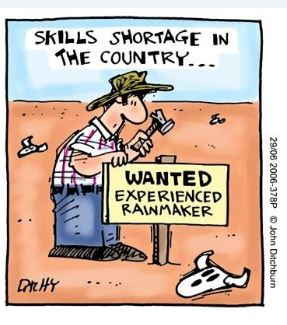 SKILLS SHORTAGE IN
THE COUNTRY...
WANTED
EXPERIENCED
RAINMAKER
DITCHY
29/06 2006-378P © John Ditchburn